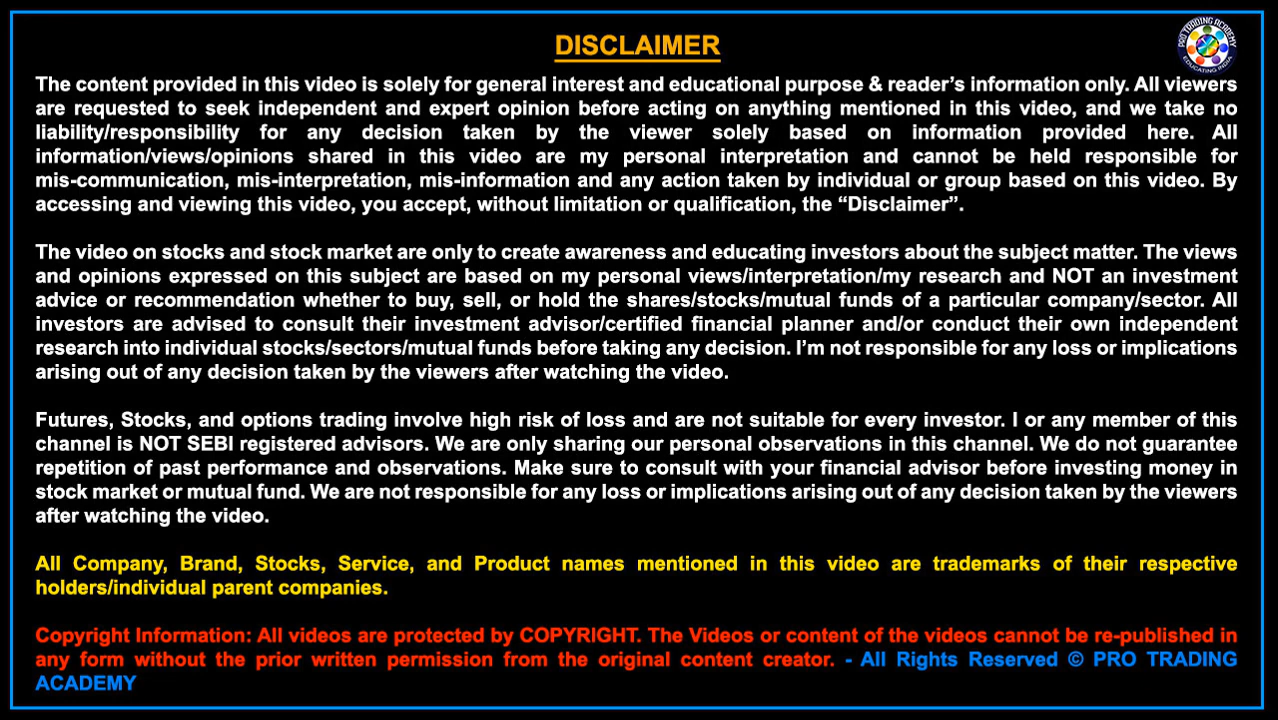 DISCLAIMER
PRO TRADING ACADEMY
EDUCATING INDIA
The content provided in this video is solely for general interest and educational purpose & reader’s information only. All viewers
are requested to seek independent and expert opinion before acting on anything mentioned in this video, and we take no
liability/responsibility for any decision taken by the viewer solely based on information provided here. All
information/views/opinions shared in this video are my personal interpretation and cannot be held responsible for
mis-communication, mis-interpretation, mis-information and any action taken by individual or group based on this video. By
accessing and viewing this video, you accept, without limitation or qualification, the “Disclaimer”.
The video on stocks and stock market are only to create awareness and educating investors about the subject matter. The views
and opinions expressed on this subject are based on my personal views/interpretation/my research and NOT an investment
advice or recommendation whether to buy, sell, or hold the shares/stocks/mutual funds of a particular company/sector. All
investors are advised to consult their investment advisor/certified financial planner and/or conduct their own independent
research into individual stocks/sectors/mutual funds before taking any decision. I’m not responsible for any loss or implications
arising out of any decision taken by the viewers after watching the video.
Futures, Stocks, and options trading involve high risk of loss and are not suitable for every investor. I or any member of this
channel is NOT SEBI registered advisors. We are only sharing our personal observations in this channel. We do not guarantee
repetition of past performance and observations. Make sure to consult with your financial advisor before investing money in
stock market or mutual fund. We are not responsible for any loss or implications arising out of any decision taken by the viewers
after watching the video.
All Company, Brand, Stocks, Service, and Product names mentioned in this video are trademarks of their respective
holders/individual parent companies.
Copyright Information: All videos are protected by COPYRIGHT. The Videos or content of the videos cannot be re-published in
any form without the prior written permission from the original content creator. - All Rights Reserved © PRO TRADING
ACADEMY